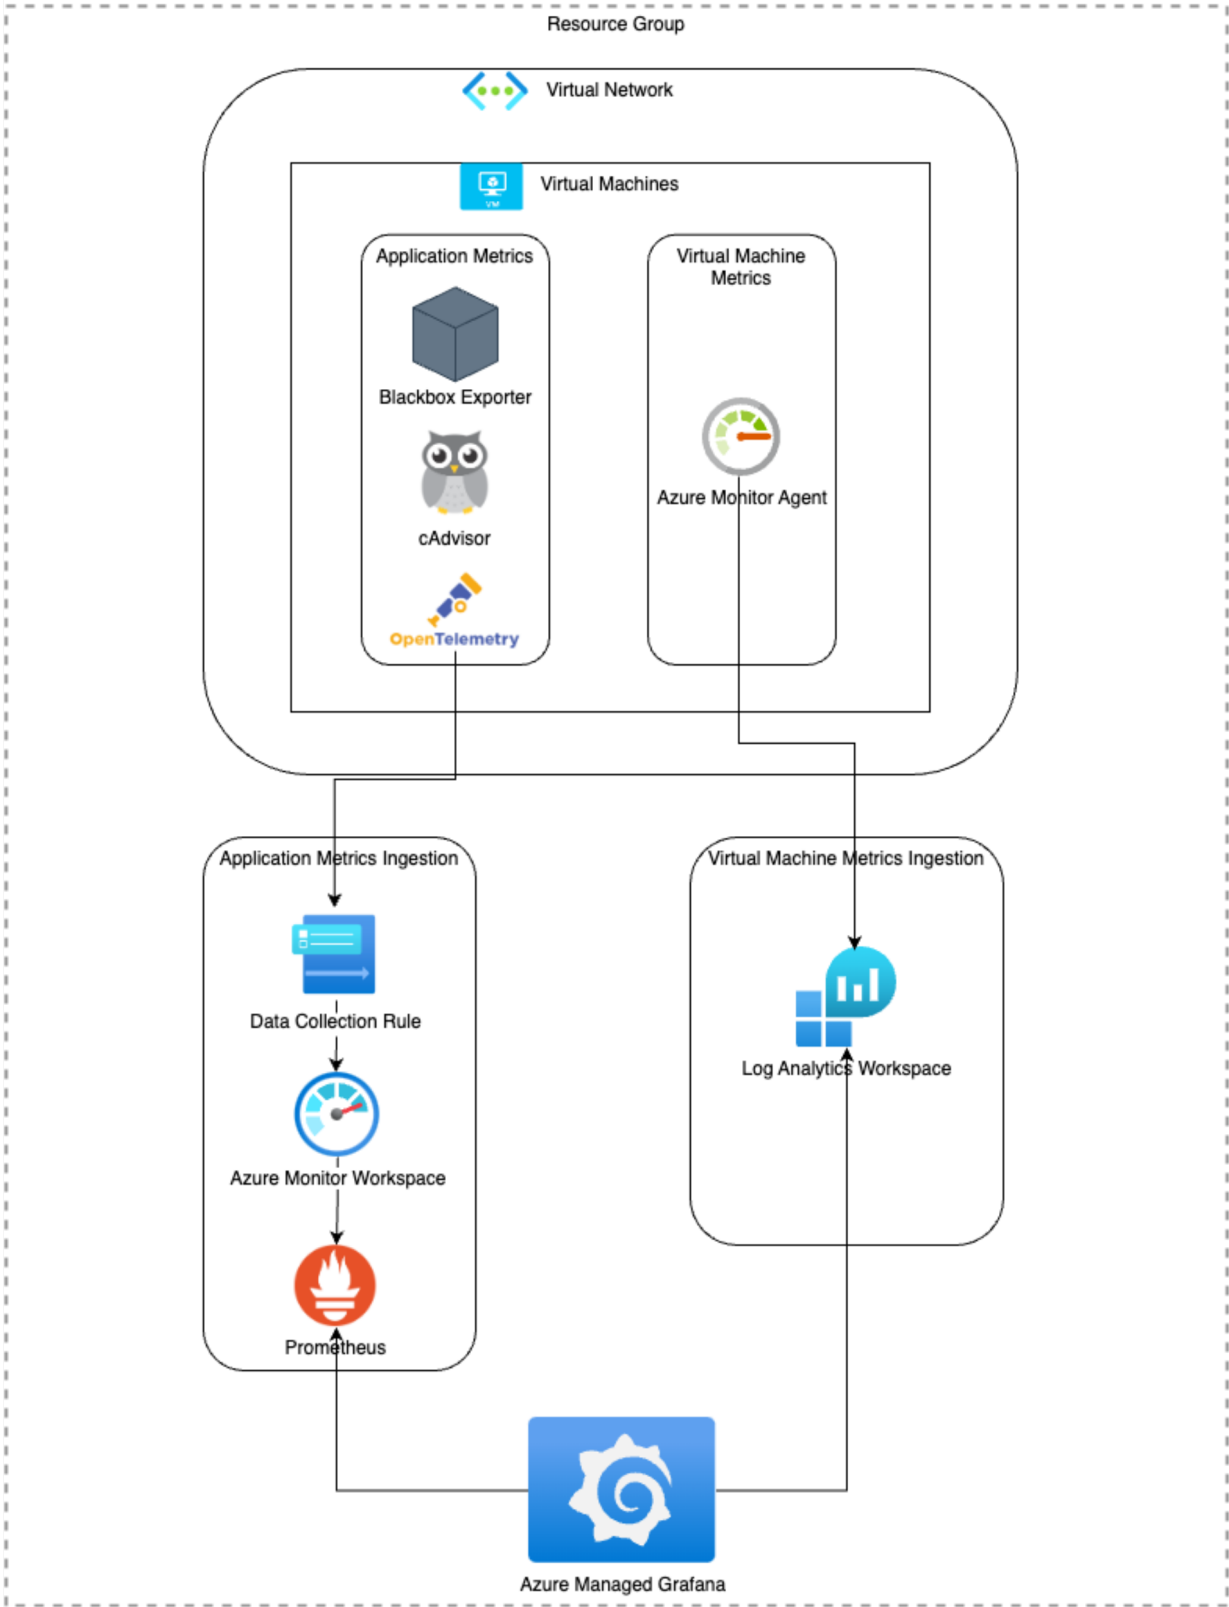 Resource Group
Virtual Network
VM
Virtual Machines
Application Metrics
Blackbox Exporter
cAdvisor
OpenTelemetry
Virtual Machine
Metrics
Azure Monitor Agent
Application Metrics Ingestion
Data Collection Rule
Azure Monitor Workspace
Prometheus
Virtual Machine Metrics Ingestion
Log Analytics Workspace
Azure Managed Grafana